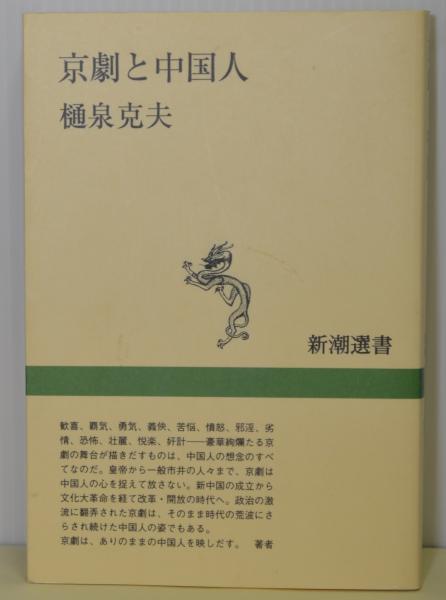 京劇と中国人
樋泉克夫
新潮選書
歓喜、覇気、勇気、義俠、苦悩、憤怒、邪淫、劣
情、恐怖、壮麗、悦楽、奸計──豪華絢爛たる京
劇の舞台が描きだすものは、中国人の想念のすべ
てなのだ。皇帝から一般市井の人々まで、京劇は
中国人の心を捉えて放さない。新中国の成立から
文化大革命を経て改革・開放の時代へ。政治の激
流に翻弄された京劇は、そのまま時代の荒波にさ
らされ続けた中国人の姿でもある。
京劇は、ありのままの中国人を映しだす。 著者